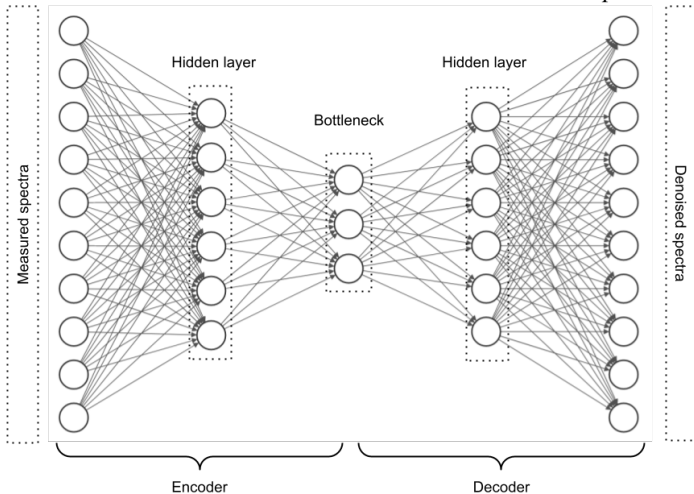 Measured spectra
Hidden layer
Bottleneck
Hidden layer
Denoised spectra
Encoder
Decoder